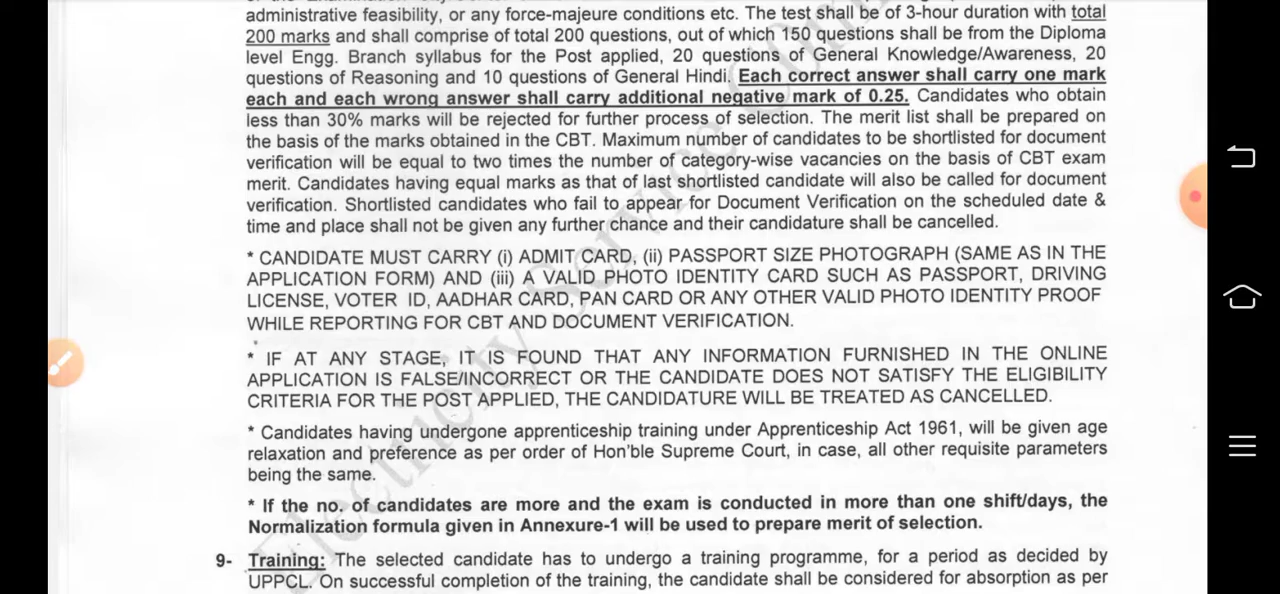 administrative feasibility, or any force-majeure conditions etc. The test shall be of 3-hour duration with total
200 marks and shall comprise of total 200 questions, out of which 150 questions shall be from the Diploma
level Engg. Branch syllabus for the Post applied, 20 questions of General Knowledge/Awareness, 20
questions of Reasoning and 10 questions of General Hindi. Each correct answer shall carry one mark
each and each wrong answer shall carry additional negative mark of 0.25. Candidates who obtain
less than 30% marks will be rejected for further process of selection. The merit list shall be prepared on
the basis of the marks obtained in the CBT. Maximum number of candidates to be shortlisted for document
verification will be equal to two times the number of category-wise vacancies on the basis of CBT exam
merit. Candidates having equal marks as that of last shortlisted candidate will also be called for document
verification. Shortlisted candidates who fail to appear for Document Verification on the scheduled date &
time and place shall not be given any further chance and their candidature shall be cancelled.
* CANDIDATE MUST CARRY (i) ADMIT CARD, (ii) PASSPORT SIZE PHOTOGRAPH (SAME AS IN THE
APPLICATION FORM) AND (iii) A VALID PHOTO IDENTITY CARD SUCH AS PASSPORT, DRIVING
LICENSE, VOTER ID, AADHAR CARD, PAN CARD OR ANY OTHER VALID PHOTO IDENTITY PROOF
WHILE REPORTING FOR CBT AND DOCUMENT VERIFICATION.
* IF AT ANY STAGE, IT IS FOUND THAT ANY INFORMATION FURNISHED IN THE ONLINE
APPLICATION IS FALSE/INCORRECT OR THE CANDIDATE DOES NOT SATISFY THE ELIGIBILITY
CRITERIA FOR THE POST APPLIED, THE CANDIDATURE WILL BE TREATED AS CANCELLED.
* Candidates having undergone apprenticeship training under Apprenticeship Act 1961, will be given age
relaxation and preference as per order of Hon'ble Supreme Court, in case, all other requisite parameters
being the same.
* If the no. of candidates are more and the exam is conducted in more than one shift/days, the
Normalization formula given in Annexure-1 will be used to prepare merit of selection.
9- Training: The selected candidate has to undergo a training programme, for a period as decided by
UPPCL. On successful completion of the training, the candidate shall be considered for absorption as per
Electricity Service Com